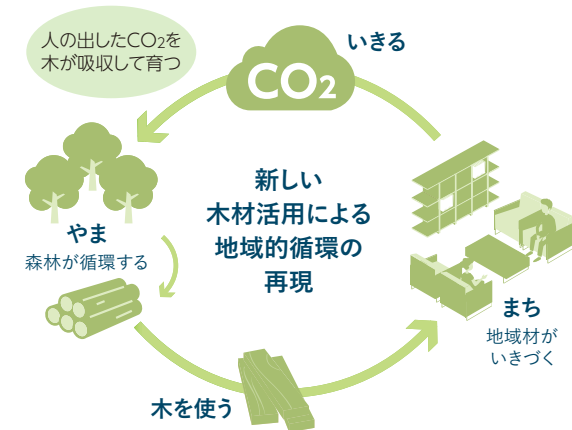 人の出したCO₂を
木が吸収して育つ
いきる
CO₂
新しい
木材活用による
地域的循環の
再現
やま
森林が循環する
まち
地域材が
いきづく
木を使う